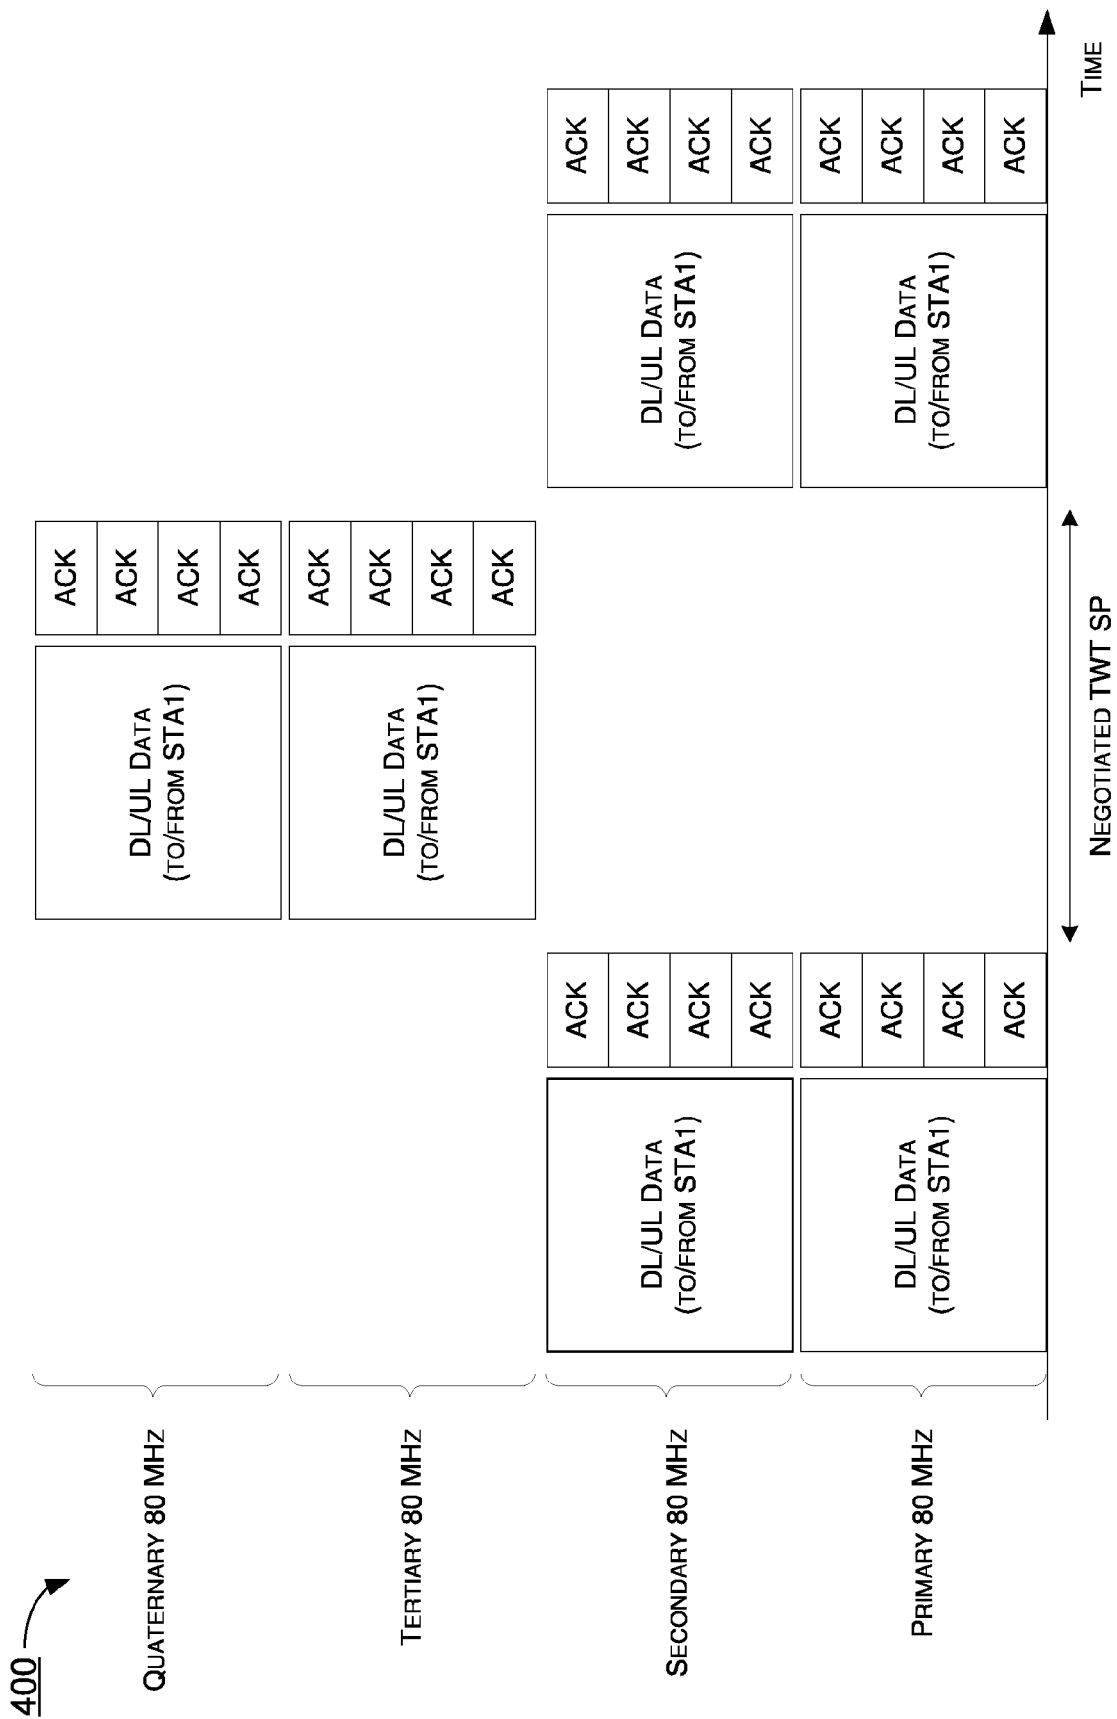 400
QUATERNARY 80 MHZ
DL/UL DATA
(TO/FROM STA1)
ACK
ACK
ACK
ACK
TERTIARY 80 MHZ
DL/UL DATA
(TO/FROM STA1)
ACK
ACK
ACK
ACK
SECONDARY 80 MHZ
DL/UL DATA
(TO/FROM STA1)
ACK
ACK
ACK
ACK
DL/UL DATA
(TO/FROM STA1)
ACK
ACK
ACK
ACK
PRIMARY 80 MHZ
DL/UL DATA
(TO/FROM STA1)
ACK
ACK
ACK
ACK
DL/UL DATA
(TO/FROM STA1)
ACK
ACK
ACK
ACK
TIME
NEGOTIATED TWT SP